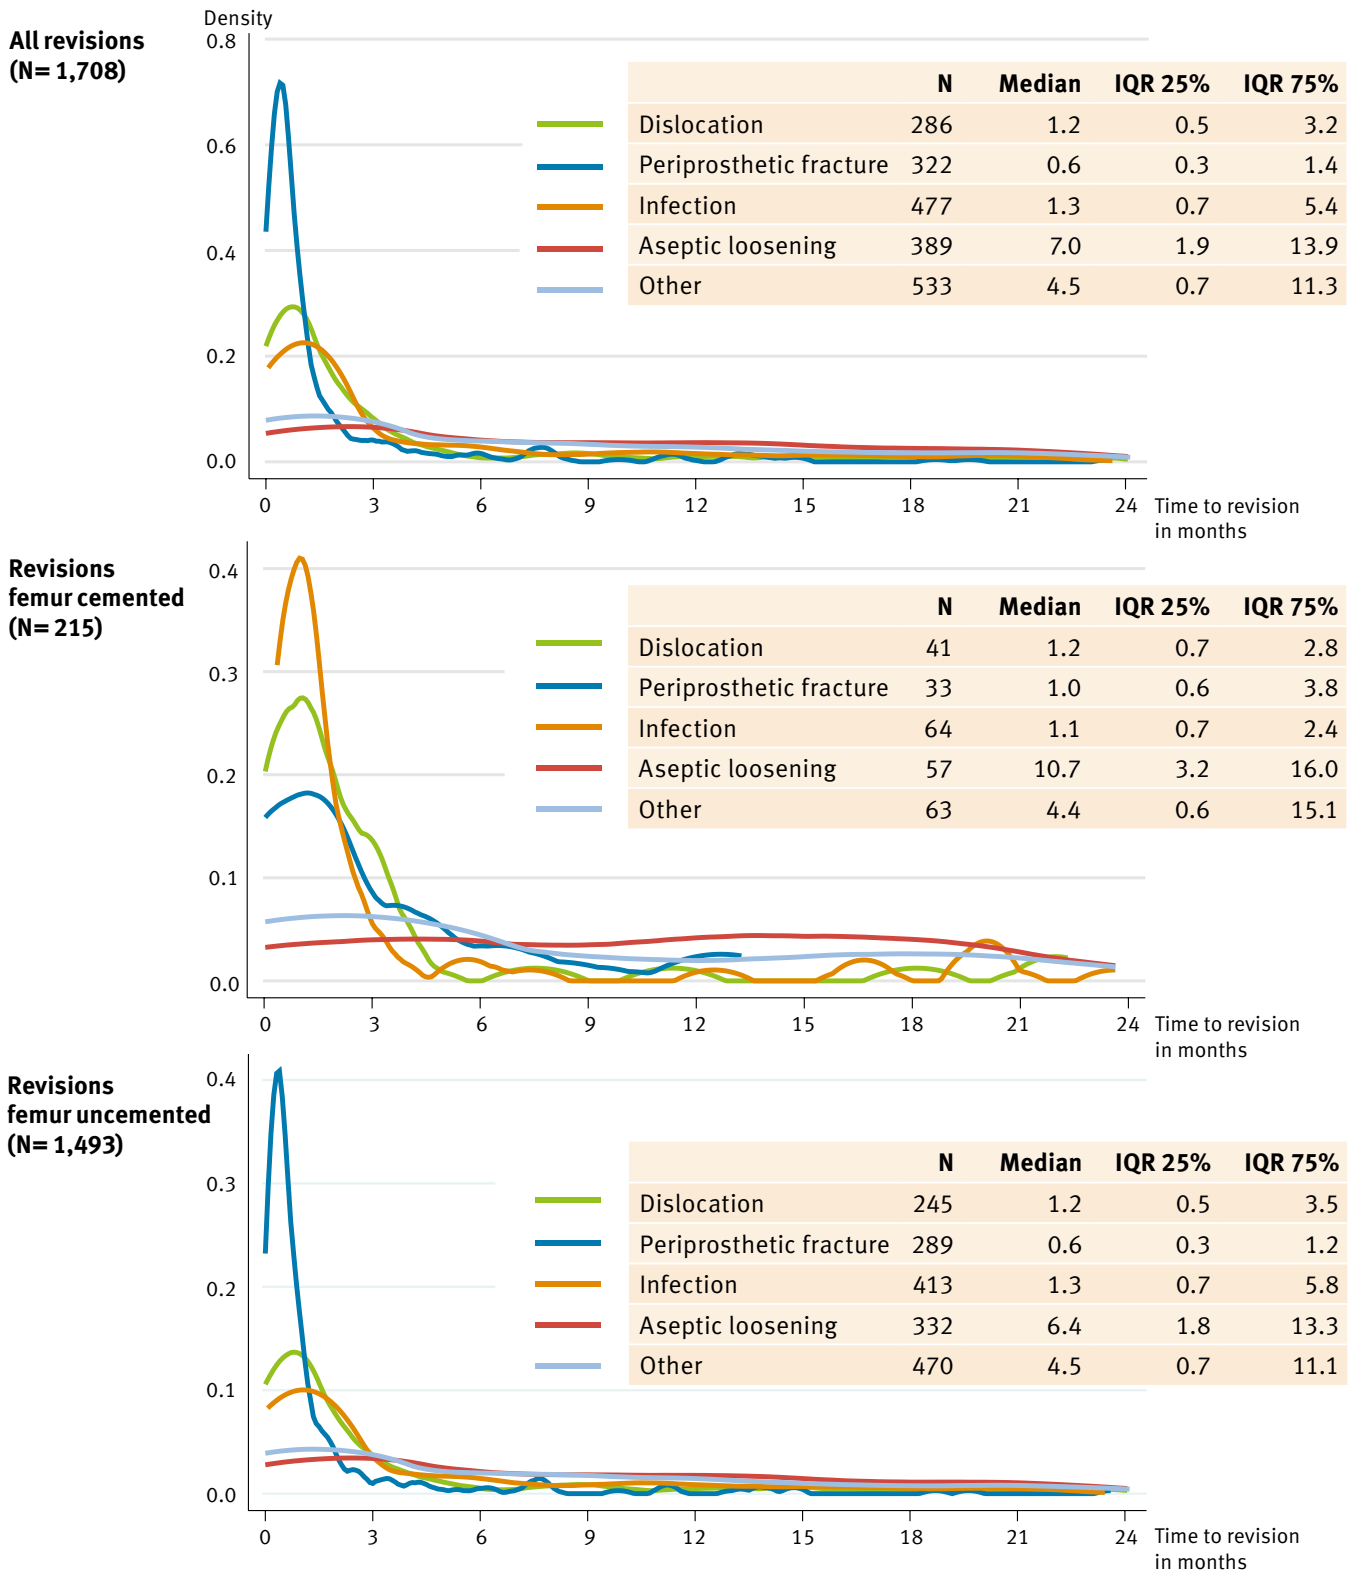 Density
All revisions
(N= 1,708)
0.8
0.6
0.4
0.2
0.0
N Median IQR 25% IQR 75%
Dislocation 286 1.2 0.5 3.2
Periprosthetic fracture 322 0.6 0.3 1.4
Infection 477 1.3 0.7 5.4
Aseptic loosening 389 7.0 1.9 13.9
Other 533 4.5 0.7 11.3
0 3 6 9 12 15 18 21 24 Time to revision
in months
Revisions
femur cemented
(N= 215)
0.4
0.3
0.2
0.1
0.0
N Median IQR 25% IQR 75%
Dislocation 41 1.2 0.7 2.8
Periprosthetic fracture 33 1.0 0.6 3.8
Infection 64 1.1 0.7 2.4
Aseptic loosening 57 10.7 3.2 16.0
Other 63 4.4 0.6 15.1
0 3 6 9 12 15 18 21 24 Time to revision
in months
Revisions
femur uncemented
(N= 1,493)
0.4
0.3
0.2
0.1
0.0
N Median IQR 25% IQR 75%
Dislocation 245 1.2 0.5 3.5
Periprosthetic fracture 289 0.6 0.3 1.2
Infection 413 1.3 0.7 5.8
Aseptic loosening 332 6.4 1.8 13.3
Other 470 4.5 0.7 11.1
0 3 6 9 12 15 18 21 24 Time to revision
in months